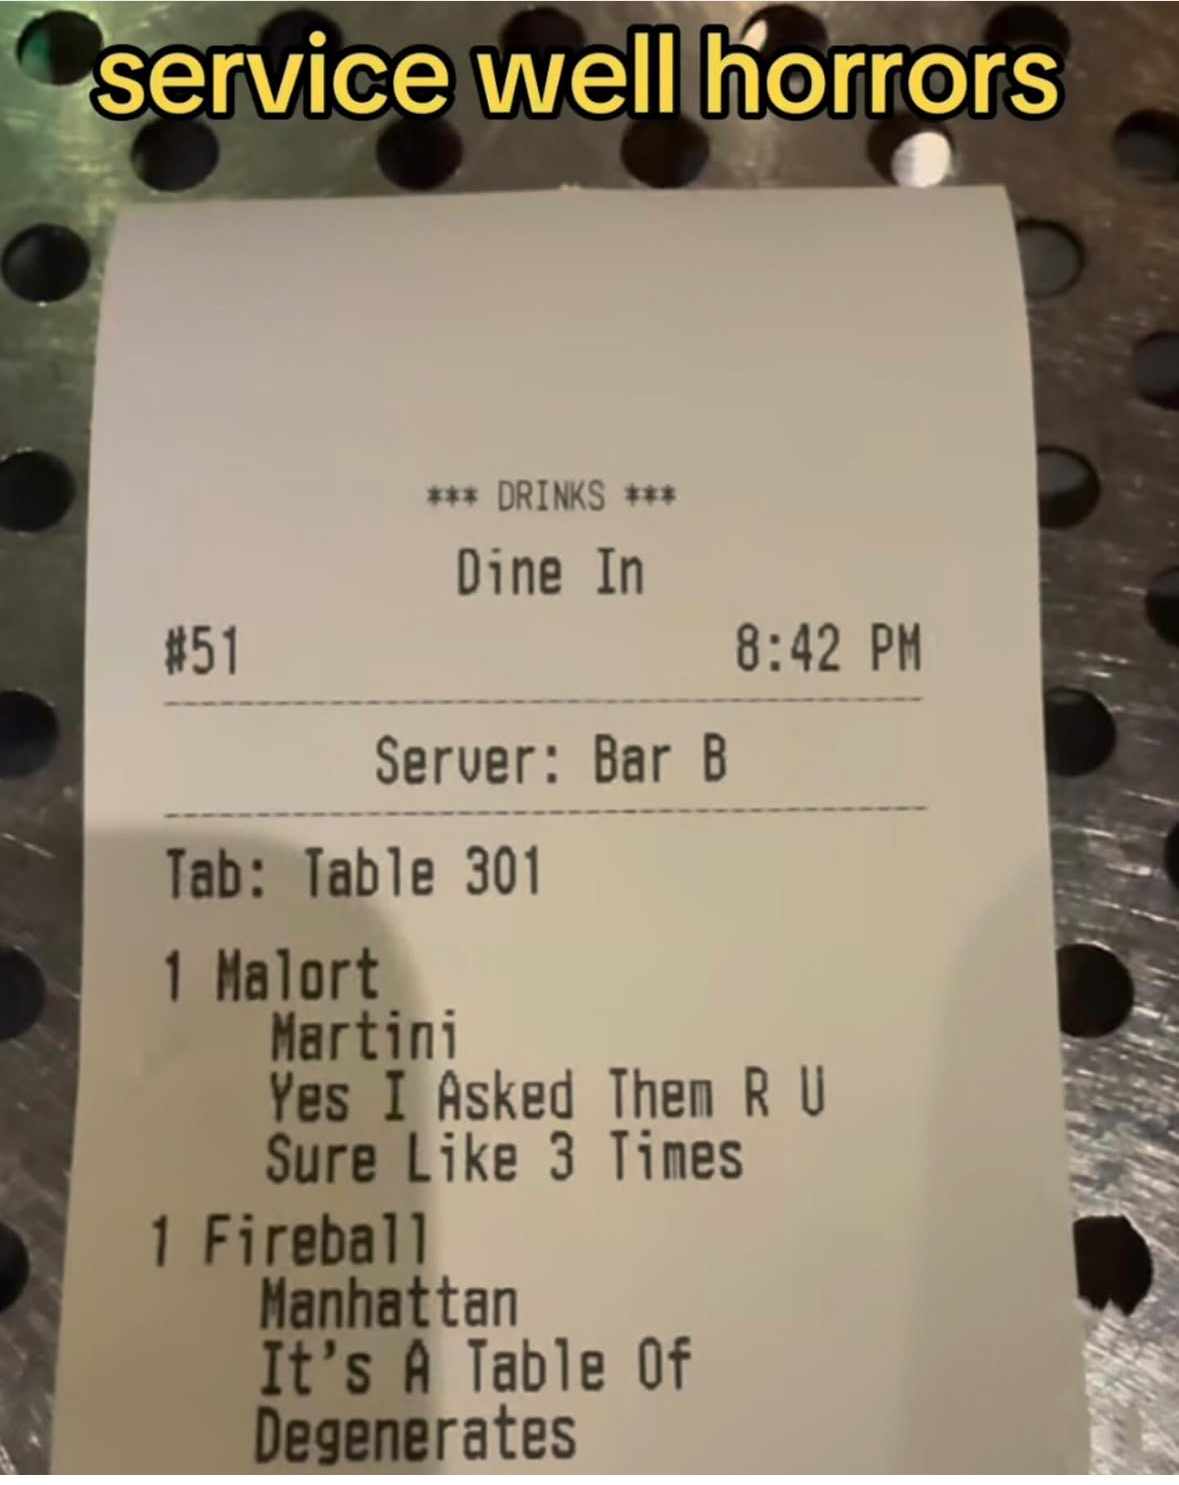 service well horrors
*** DRINKS ***
Dine In
#51 8:42 PM
Server: Bar B
Tab: Table 301
1 Malort
Martini
Yes I Asked Them R U
Sure Like 3 Times
1 Fireball
Manhattan
It's A Table Of
Degenerates